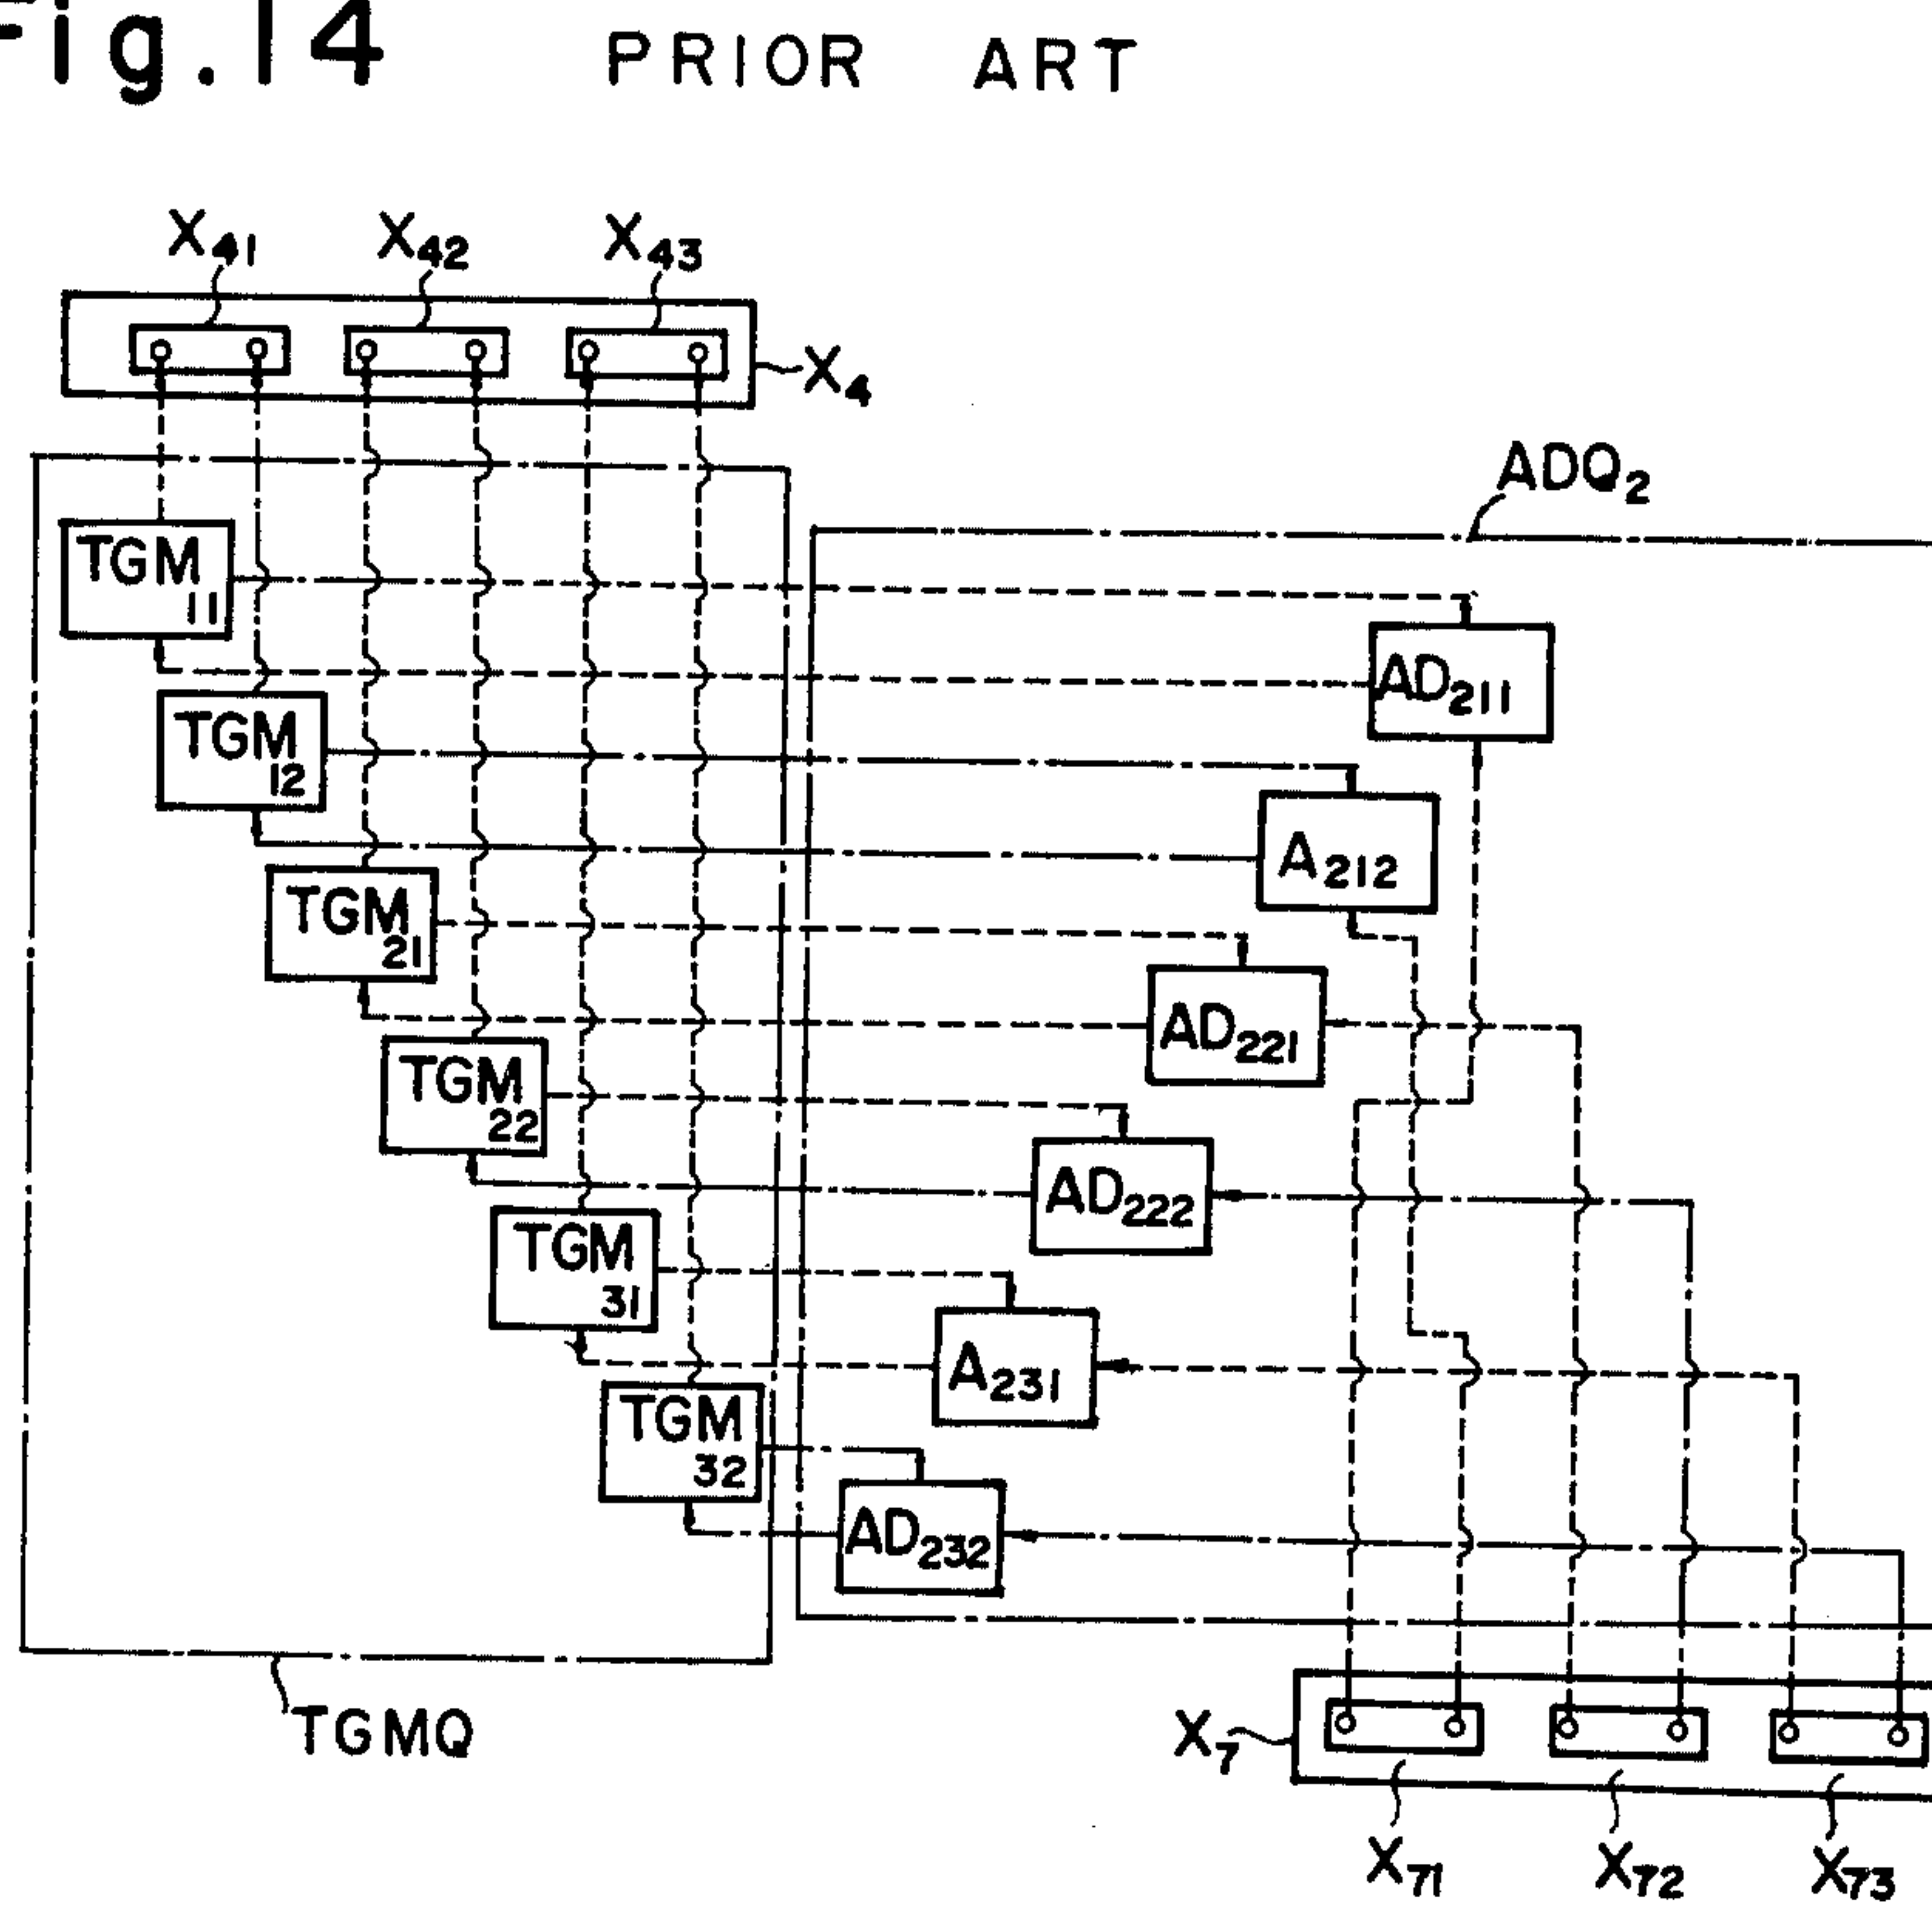 Fig.14 PRIOR ART
X41 X42 X43
X4
ADQ2
TGM
11
AD211
TGM
12
A212
TGM
21
AD221
TGM
22
AD222
TGM
31
A231
TGM
32
AD232
TGMQ
X7
X71 X72 X73